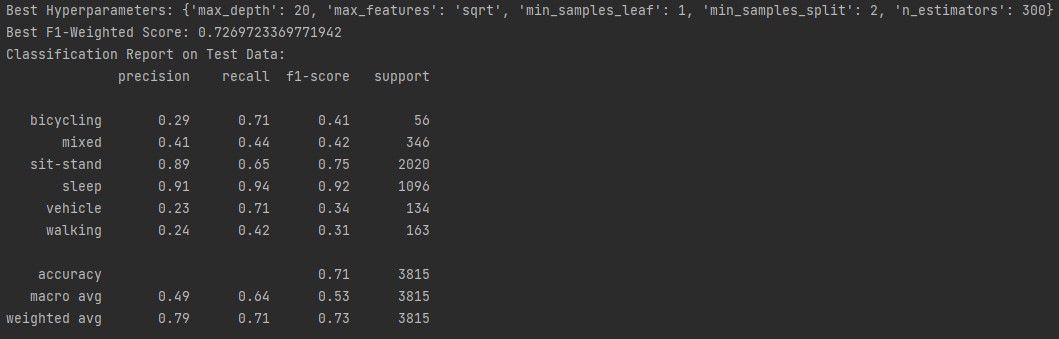 Best Hyperparameters: {'max_depth': 20, 'max_features': 'sqrt', 'min_samples_leaf': 1, 'min_samples_split': 2, 'n_estimators': 300}
Best F1-Weighted Score: 0.7269723369771942
Classification Report on Test Data:
              precision    recall  f1-score   support

   bicycling       0.29      0.71      0.41        56
       mixed       0.41      0.44      0.42       346
   sit-stand       0.89      0.65      0.75      2020
       sleep       0.91      0.94      0.92      1096
     vehicle       0.23      0.71      0.34       134
     walking       0.24      0.42      0.31       163

    accuracy                           0.71      3815
   macro avg       0.49      0.64      0.53      3815
weighted avg       0.79      0.71      0.73      3815